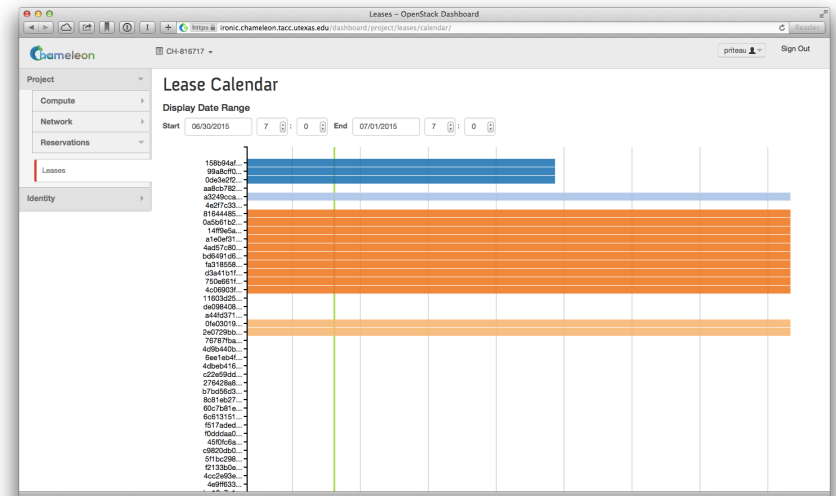 Leases - OpenStack Dashboard
https ironic.chameleon.tacc.utexas.edu/dashboard/project/leases/calendar/
Reader
Chameleon
CH-816717
priteau
Sign Out
Project
Compute
Network
Reservations
Leases
Identity
Lease Calendar
Display Date Range
Start 06/30/2015 7 : 0 End 07/01/2015 7 : 0
158b94af...
99a8cff0...
0de3e2f2...
aa8cb782...
a3249cca...
4e2f7c33...
81644485...
0a5b61b2...
14ff9e5a...
a1e0ef31...
4ad57c80...
bd6491d6...
fa318558...
d3a41b1f...
750e661f...
4c06903f...
11603d25...
de098408...
a44fd371...
0fe03019...
2e0729bb...
76787fba...
4d9b440b...
6ee1eb4f...
4dbeb416...
c22e59dd...
276428a8...
b7bd56d3...
8c81eb27...
60c7b81e...
6c613151...
f517aded...
f0dddaa0...
45f0fc6a...
c9820db0...
5f1bc298...
f2133b0e...
4cc2e93e...
4e9ff633...